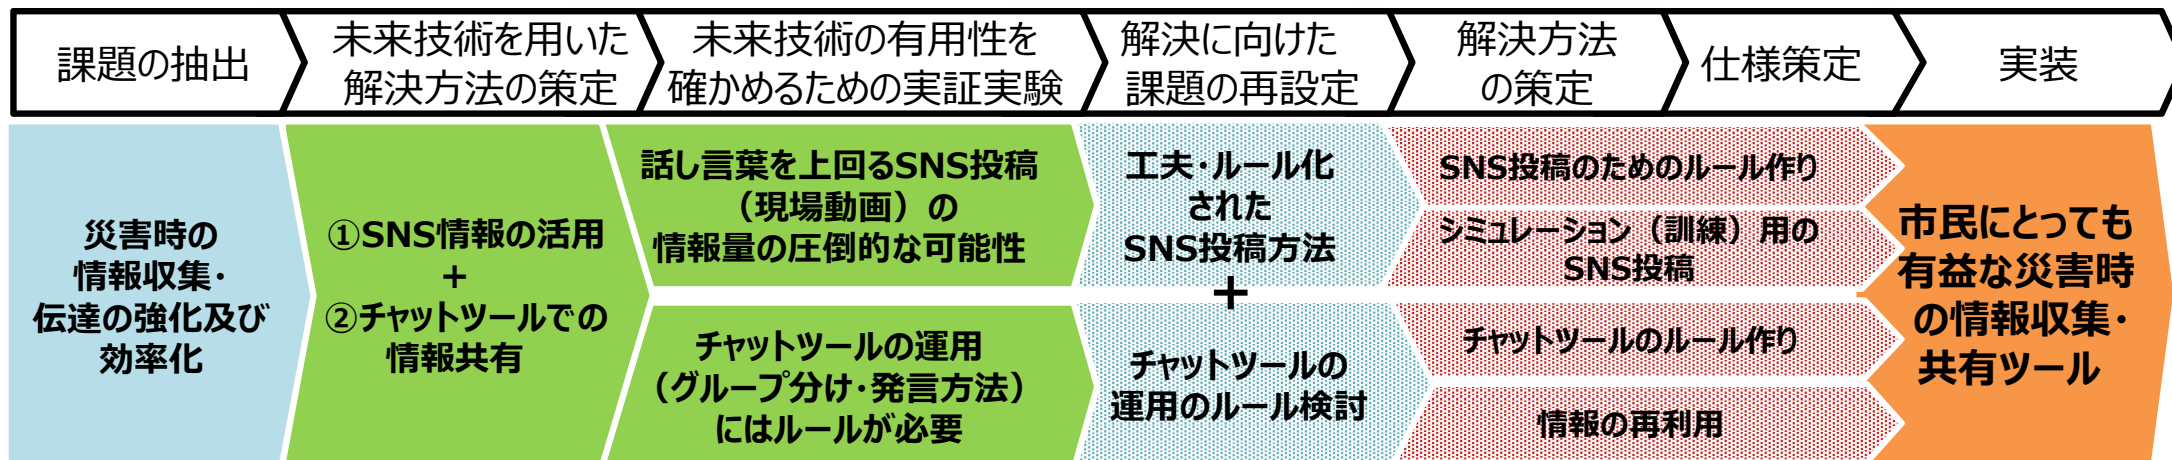 課題の抽出
未来技術を用いた
解決方法の策定
未来技術の有用性を
確かめるための実証実験
解決に向けた
課題の再設定
解決方法
の策定
仕様策定
実装
災害時の
情報収集・
伝達の強化及び
効率化
①SNS情報の活用
+
②チャットツールでの
情報共有
話し言葉を上回るSNS投稿
（現場動画）の
情報量の圧倒的な可能性
チャットツールの運用
（グループ分け・発言方法）
にはルールが必要
工夫・ルール化
された
SNS投稿方法
+
チャットツールの
運用のルール検討
SNS投稿のためのルール作り
シミュレーション（訓練）用の
SNS投稿
チャットツールのルール作り
情報の再利用
市民にとっても
有益な災害時
の情報収集・
共有ツール